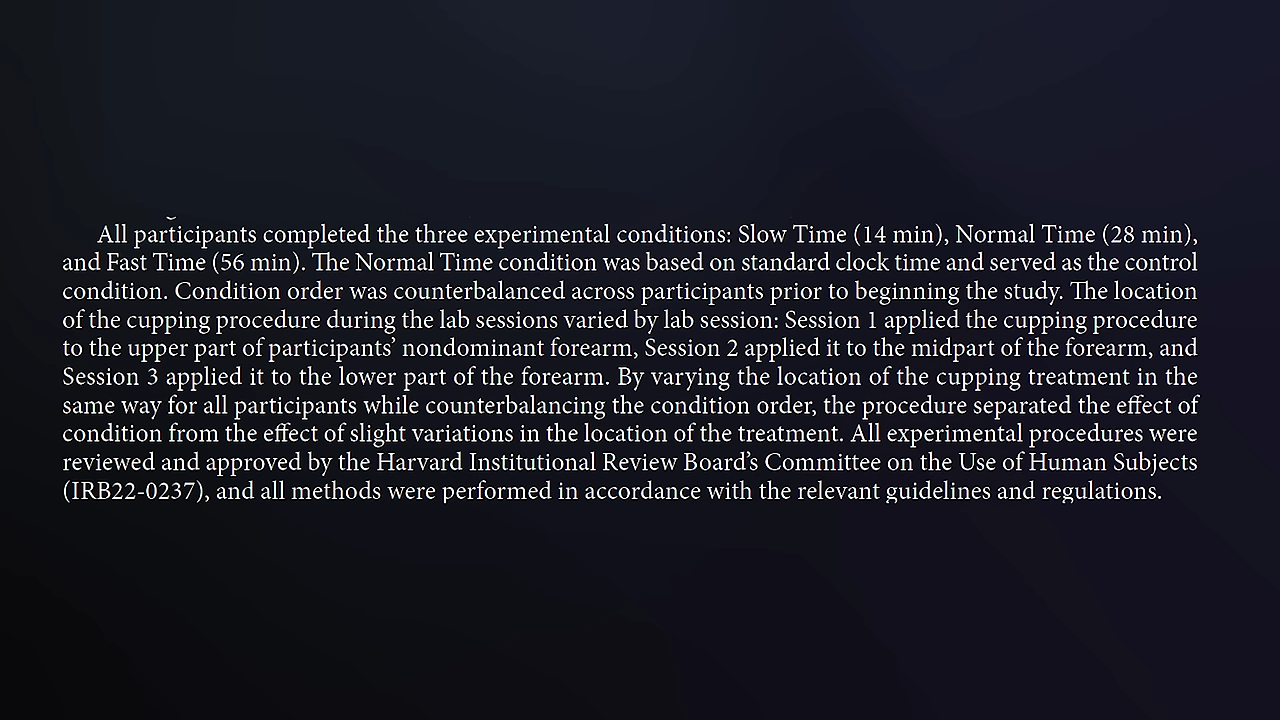 All participants completed the three experimental conditions: Slow Time (14 min), Normal Time (28 min),
and Fast Time (56 min). The Normal Time condition was based on standard clock time and served as the control
condition. Condition order was counterbalanced across participants prior to beginning the study. The location
of the cupping procedure during the lab sessions varied by lab session: Session 1 applied the cupping procedure
to the upper part of participants’ nondominant forearm, Session 2 applied it to the midpart of the forearm, and
Session 3 applied it to the lower part of the forearm. By varying the location of the cupping treatment in the
same way for all participants while counterbalancing the condition order, the procedure separated the effect of
condition from the effect of slight variations in the location of the treatment. All experimental procedures were
reviewed and approved by the Harvard Institutional Review Board’s Committee on the Use of Human Subjects
(IRB22-0237), and all methods were performed in accordance with the relevant guidelines and regulations.